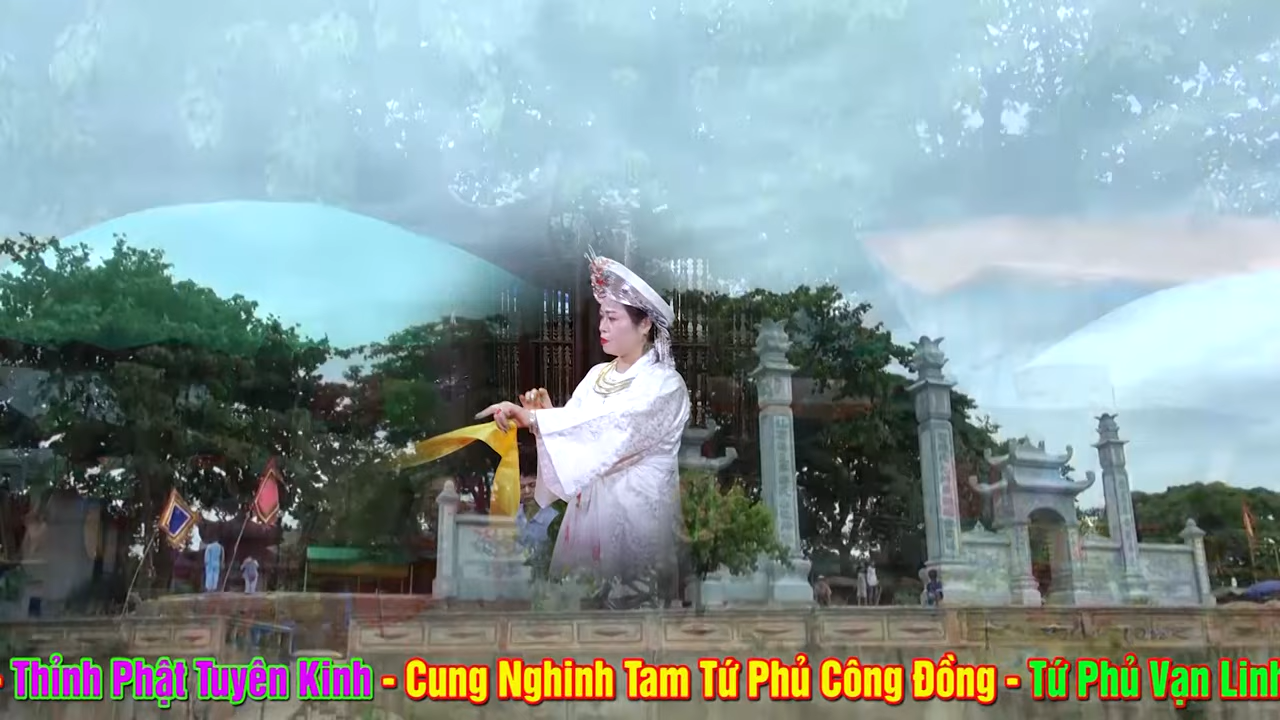 - Thỉnh Phật Tuyên Kinh - Cung Nghinh Tam Tứ Phủ Công Đồng - Tứ Phủ Vạn Linh